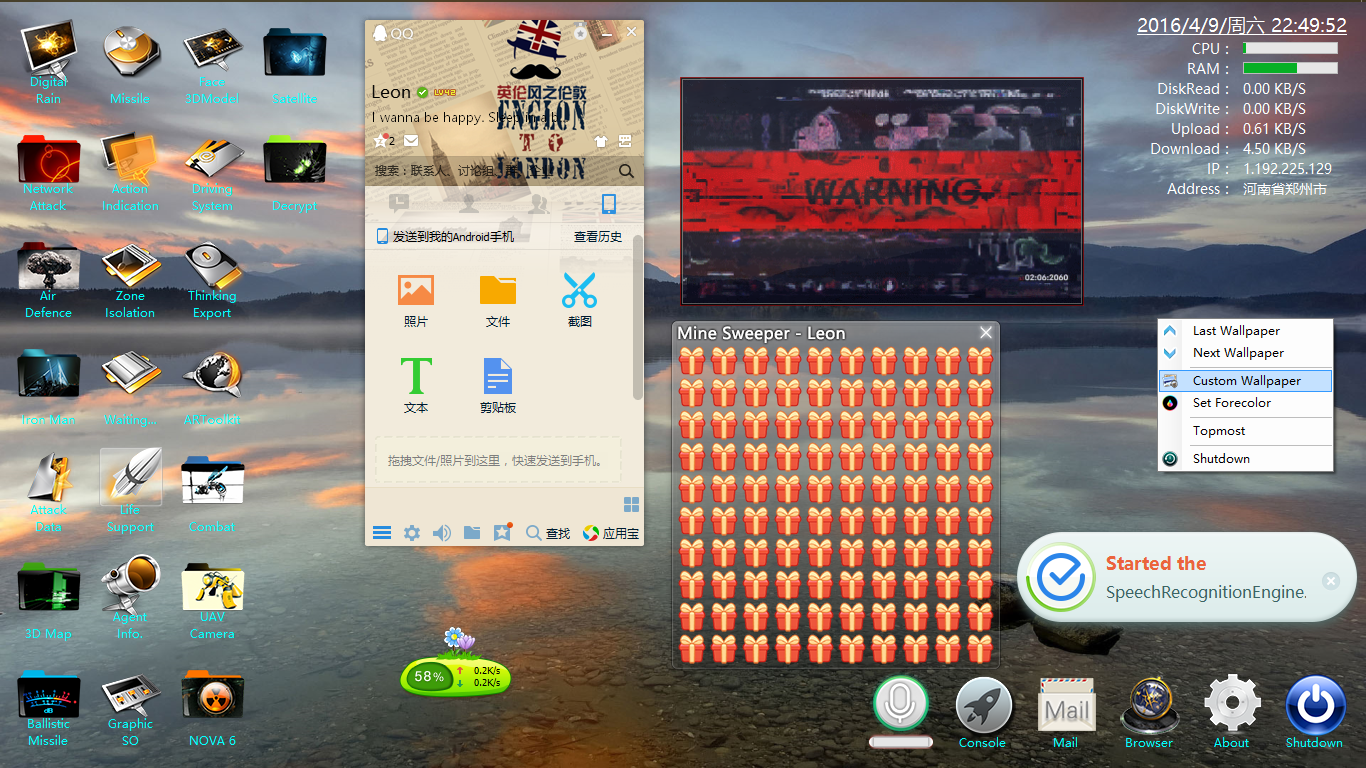 Digital
Rain
Missile
Face
3DModel
Satellite
Network
Attack
Action
Indication
Driving
System
Decrypt
Air
Defence
Zone
Isolation
Thinking
Export
Iron Man
Waiting...
ARToolkit
Attack
Data
Life
Support
Combat
3D Map
Agent
Info.
UAV
Camera
Ballistic
Missile
Graphic
SO
NOVA 6
QQ
Leon LV42
英伦风之伦敦
I wanna be happy. Sleep
ENGLON
TO
LONDON
2
搜索：联系人、讨论组、群、企业
发送到我的Android手机 查看历史
照片 文件 截图
文本 剪贴板
拖拽文件/照片到这里，快速发送到手机。
查找 应用宝
58% 0.2K/s
0.2K/s
WARNING
02:06:2060
Mine Sweeper - Leon
2016/4/9/周六 22:49:52
CPU :
RAM :
DiskRead : 0.00 KB/S
DiskWrite : 0.00 KB/S
Upload : 0.61 KB/S
Download : 4.50 KB/S
IP : 1.192.225.129
Address : 河南省郑州市
Last Wallpaper
Next Wallpaper
Custom Wallpaper
Set Forecolor
Topmost
Shutdown
Started the
SpeechRecognitionEngine.
Mail
Console
Mail
Browser
About
Shutdown